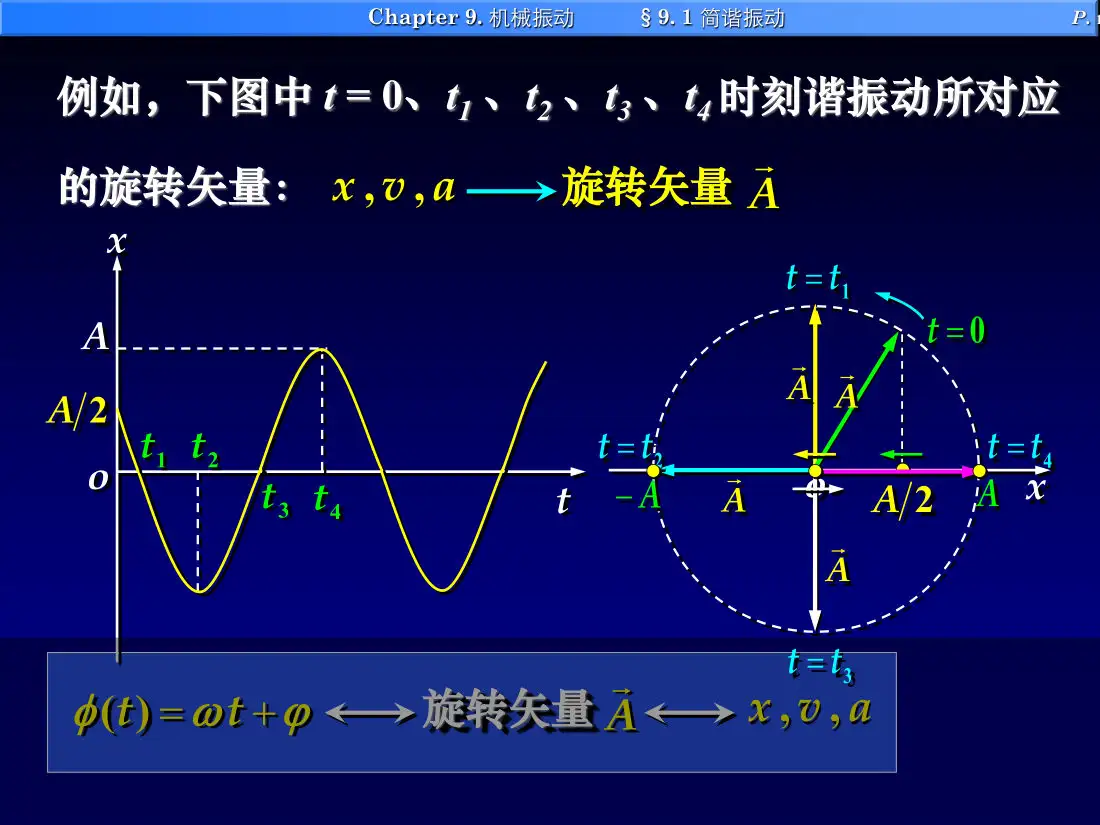 Chapter 9. 机械振动 § 9. 1 简谐振动 P.
例如，下图中 t = 0、t₁ 、t₂ 、t₃ 、t₄ 时刻谐振动所对应
的旋转矢量： x , v , a 旋转矢量 A⃗
x
A
A/2
o
t₁ t₂
t₃ t₄
t
t = t₁
t = 0
A⃗ A⃗
t = t₂
t = t₄
− A
A⃗
o
A/2
A
x
A⃗
t = t₃
ϕ(t) = ωt + φ ⟷ 旋转矢量 A⃗ ⟷ x , v , a